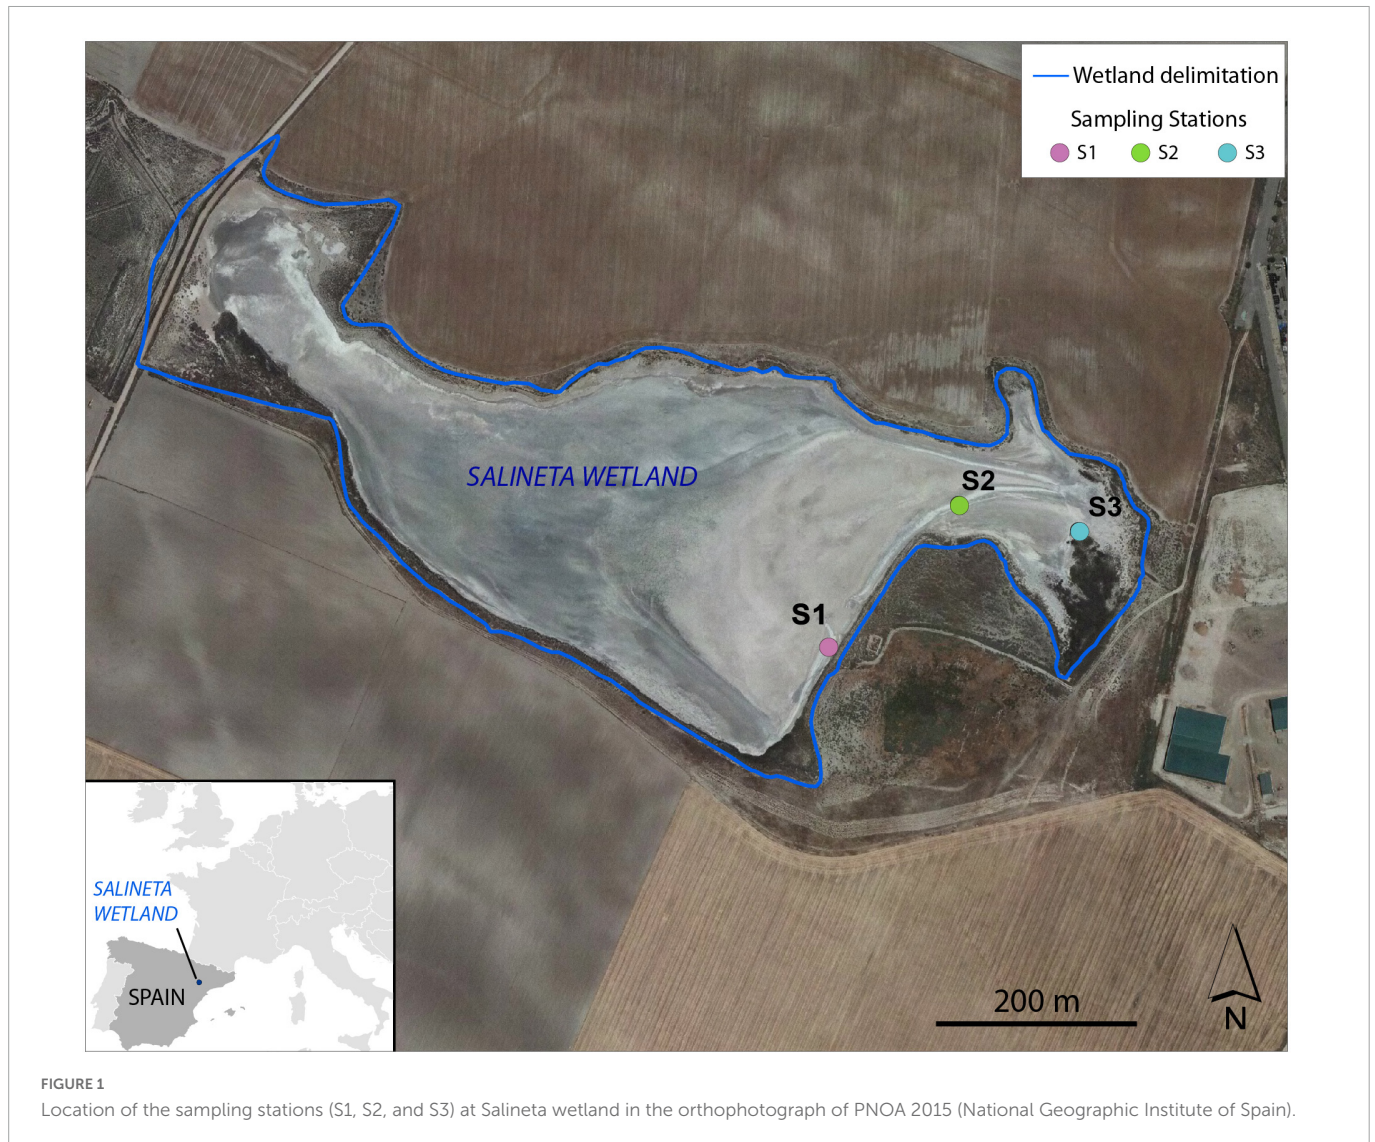 Wetland delimitation
Sampling Stations
S1 S2 S3
SALINETA WETLAND
S2
S3
S1
SALINETA
WETLAND
SPAIN
200 m
N
FIGURE 1
Location of the sampling stations (S1, S2, and S3) at Salineta wetland in the orthophotograph of PNOA 2015 (National Geographic Institute of Spain).